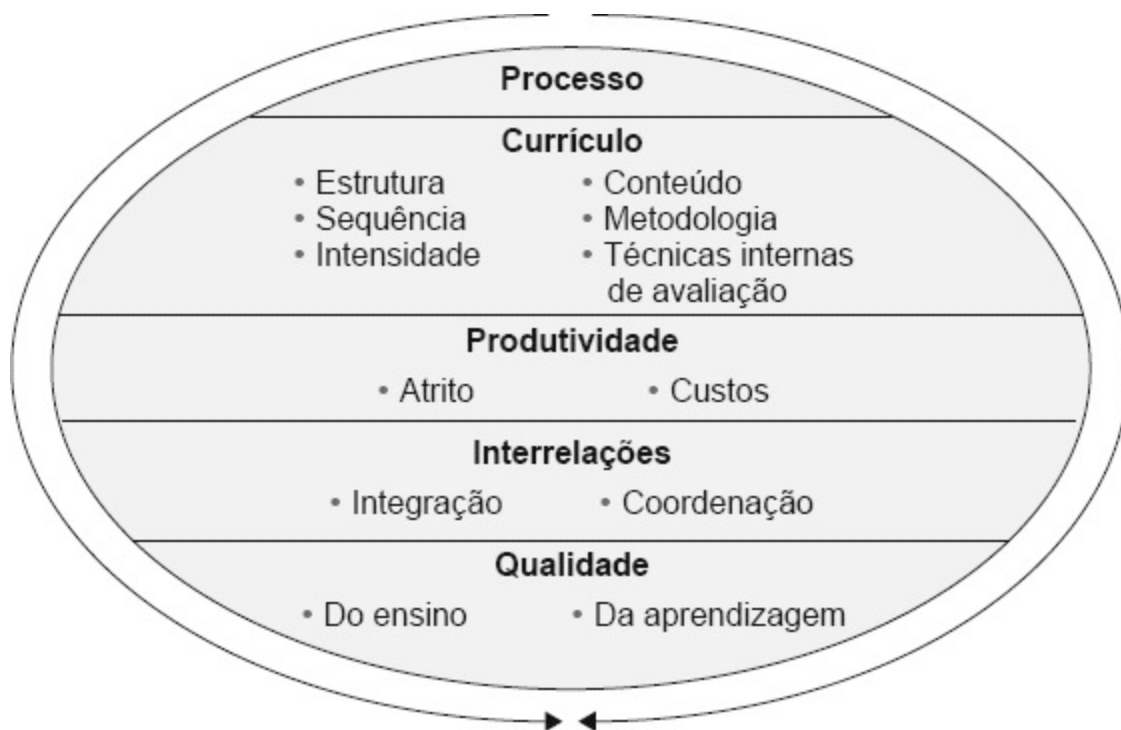 Processo
Currículo
• Estrutura
• Sequência
• Intensidade
• Conteúdo
• Metodologia
• Técnicas internas
de avaliação
Produtividade
• Atrito
• Custos
Interrelações
• Integração
• Coordenação
Qualidade
• Do ensino
• Da aprendizagem